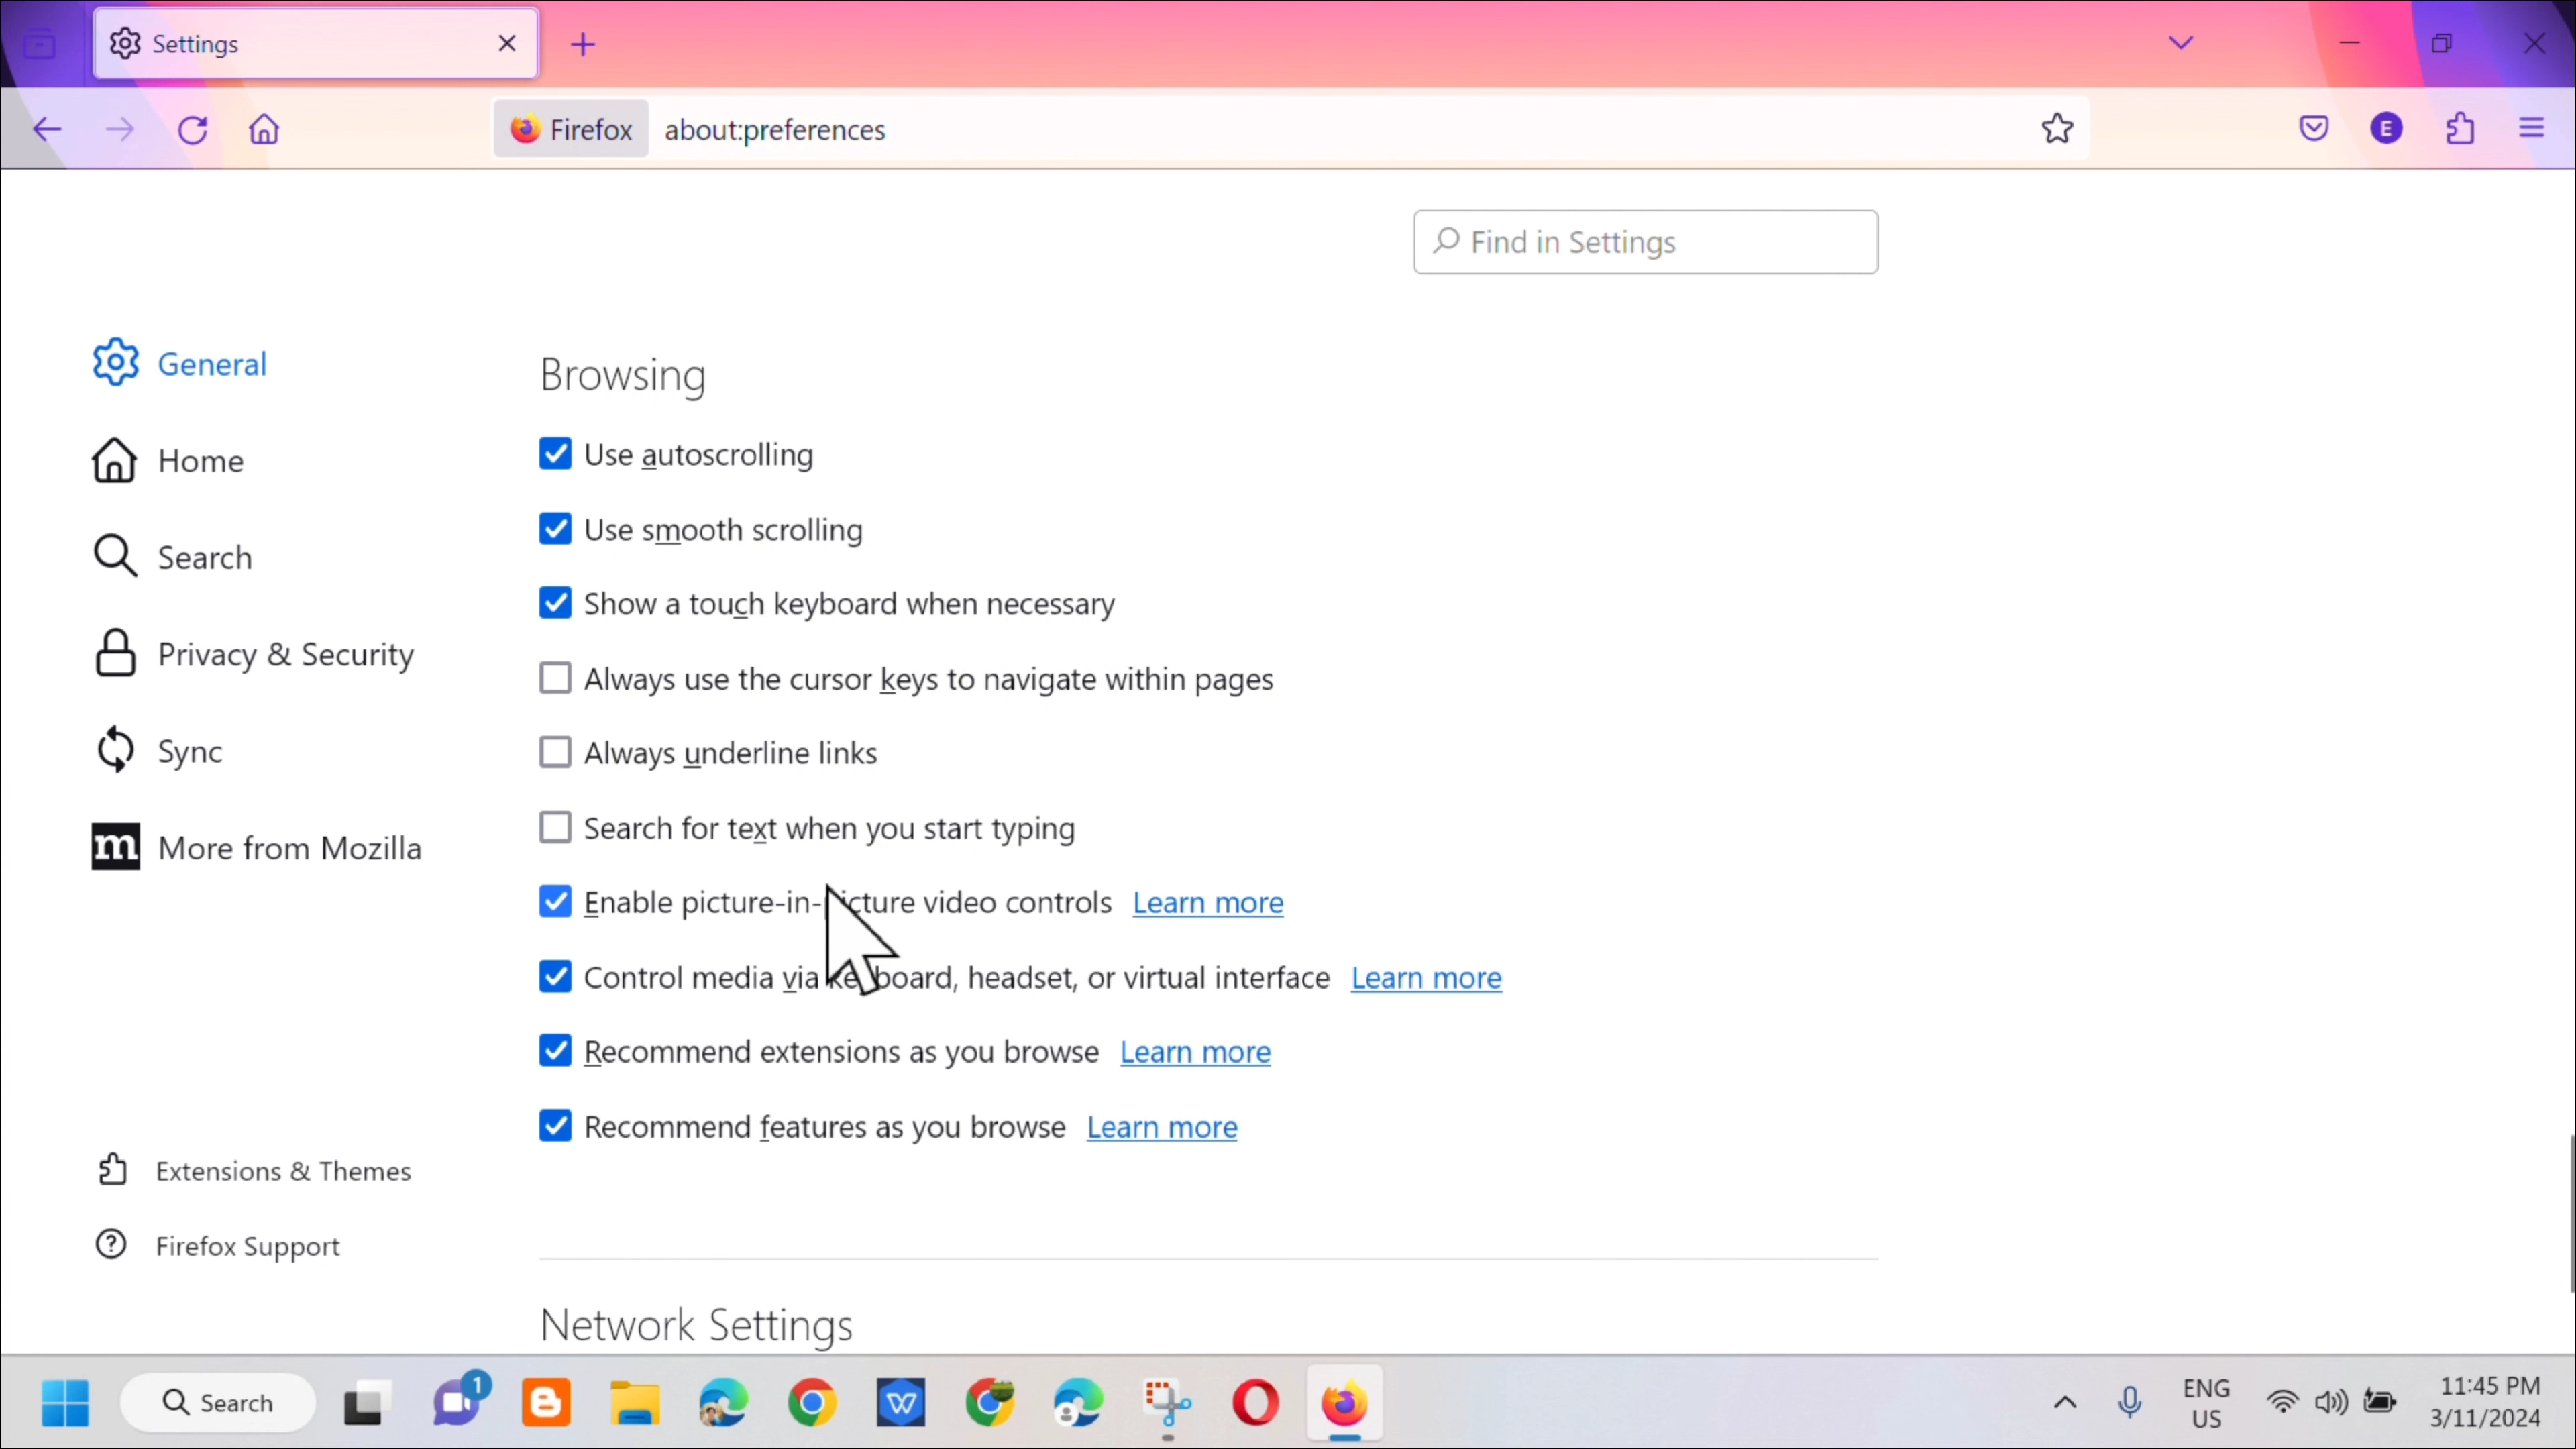 Settings
Firefox about:preferences
E
Find in Settings
General
Home
Search
Privacy & Security
Sync
m More from Mozilla
Extensions & Themes
Firefox Support
Browsing
Use autoscrolling
Use smooth scrolling
Show a touch keyboard when necessary
Always use the cursor keys to navigate within pages
Always underline links
Search for text when you start typing
Enable picture-in-picture video controls Learn more
Control media via keyboard, headset, or virtual interface Learn more
Recommend extensions as you browse Learn more
Recommend features as you browse Learn more
Network Settings
Search
1
W
ENG
US
11:45 PM
3/11/2024